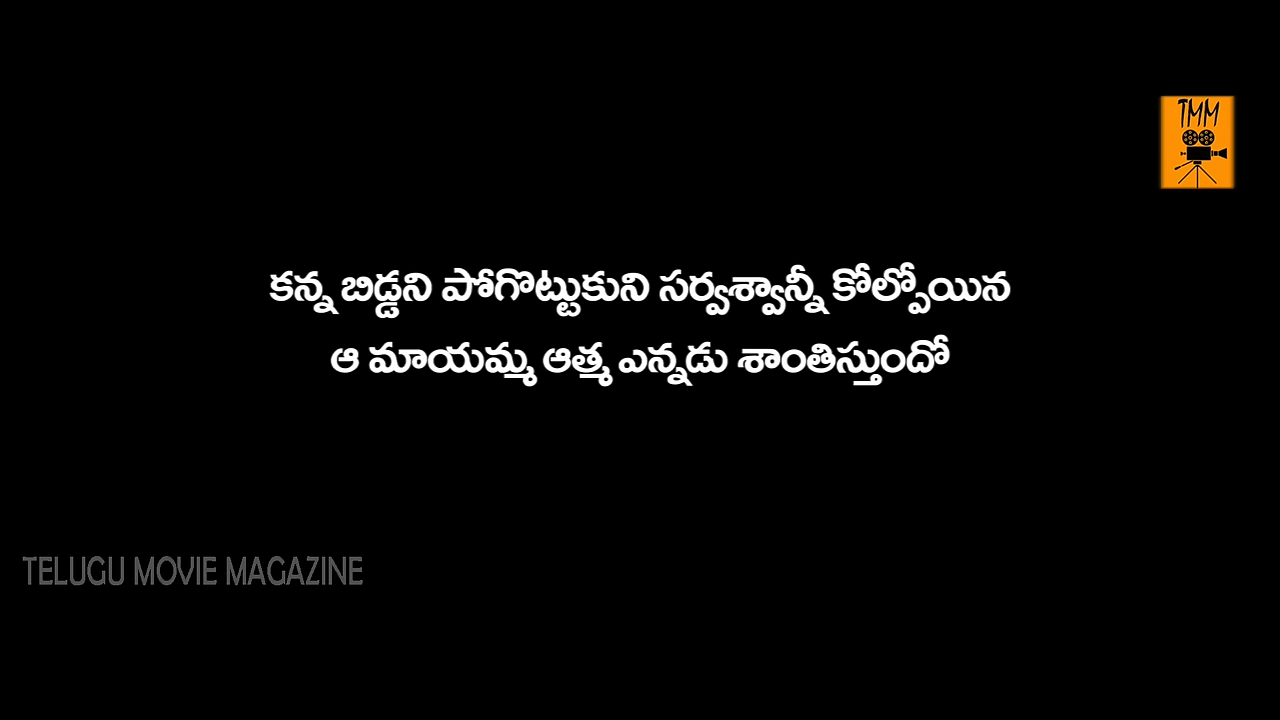 TMM
కన్న బిడ్డని పోగొట్టుకుని సర్వశ్వాన్నీ కోల్పోయిన
ఆ మాయమ్మ ఆత్మ ఎన్నడు శాంతిస్తుందో
TELUGU MOVIE MAGAZINE